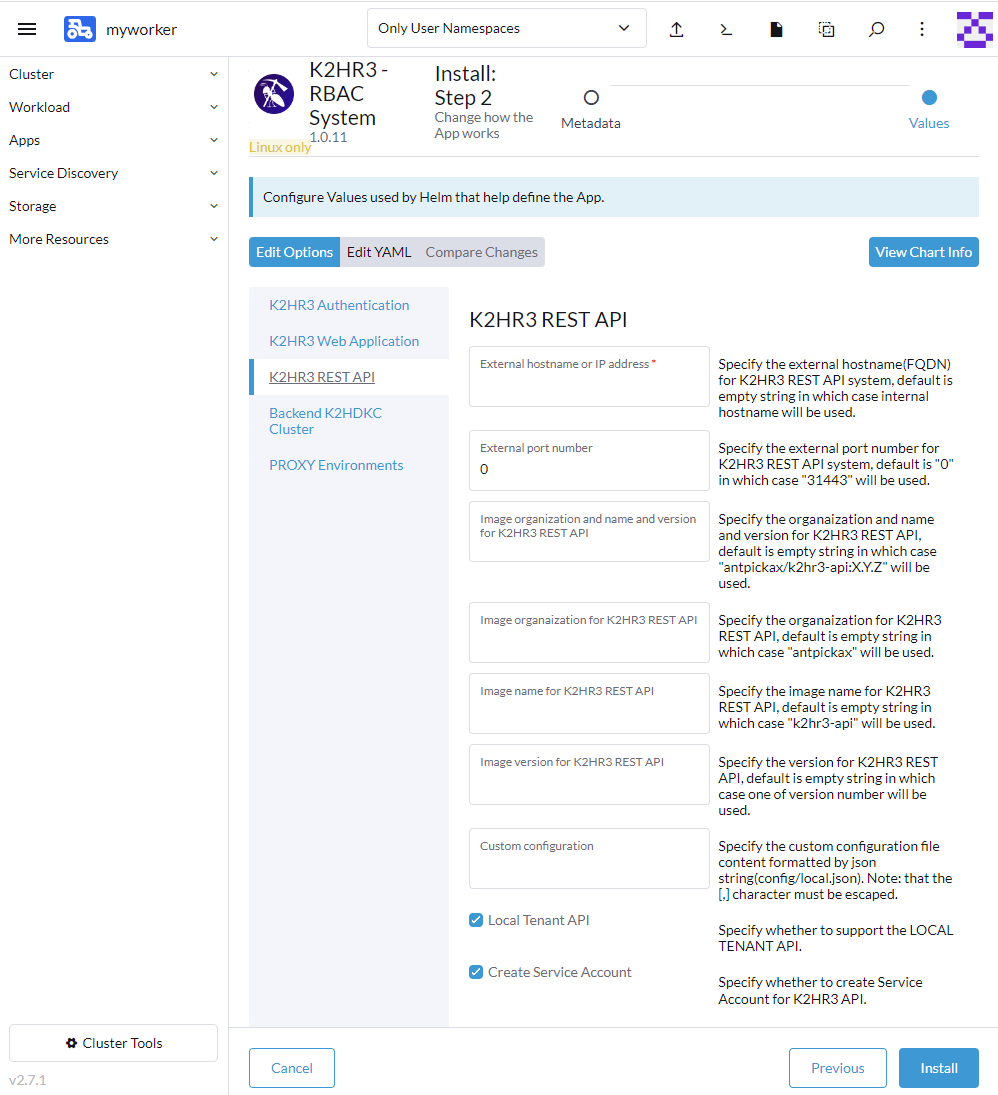 myworker
Only User Namespaces
Cluster
Workload
Apps
Service Discovery
Storage
More Resources
K2HR3 -
RBAC
System
1.0.11
Linux only
Install:
Step 2
Change how the
App works
Metadata
Values
Configure Values used by Helm that help define the App.
Edit Options
Edit YAML
Compare Changes
View Chart Info
K2HR3 Authentication
K2HR3 Web Application
K2HR3 REST API
Backend K2HDKC
Cluster
PROXY Environments
K2HR3 REST API
External hostname or IP address *
Specify the external hostname(FQDN)
for K2HR3 REST API system, default is
empty string in which case internal
hostname will be used.
External port number
0
Specify the external port number for
K2HR3 REST API system, default is "0"
in which case "31443" will be used.
Image organization and name and version
for K2HR3 REST API
Specify the organaization and name
and version for K2HR3 REST API,
default is empty string in which case
"antpickax/k2hr3-api:X.Y.Z" will be
used.
Image organaization for K2HR3 REST API
Specify the organaization for K2HR3
REST API, default is empty string in
which case "antpickax" will be used.
Image name for K2HR3 REST API
Specify the image name for K2HR3
REST API, default is empty string in
which case "k2hr3-api" will be used.
Image version for K2HR3 REST API
Specify the version for K2HR3 REST
API, default is empty string in which
case one of version number will be
used.
Custom configuration
Specify the custom configuration file
content formatted by json
string(config/local.json). Note: that the
[,] character must be escaped.
Local Tenant API
Specify whether to support the LOCAL
TENANT API.
Create Service Account
Specify whether to create Service
Account for K2HR3 API.
Cluster Tools
v2.7.1
Cancel
Previous
Install